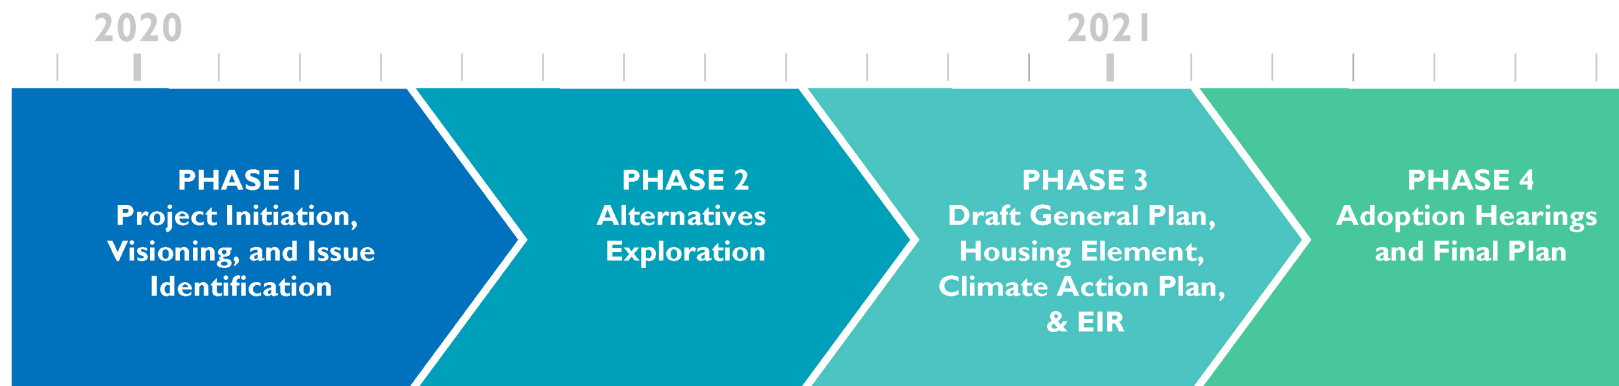 2020
2021
PHASE 1
Project Initiation,
Visioning, and Issue
Identification
PHASE 2
Alternatives
Exploration
PHASE 3
Draft General Plan,
Housing Element,
Climate Action Plan,
& EIR
PHASE 4
Adoption Hearings
and Final Plan